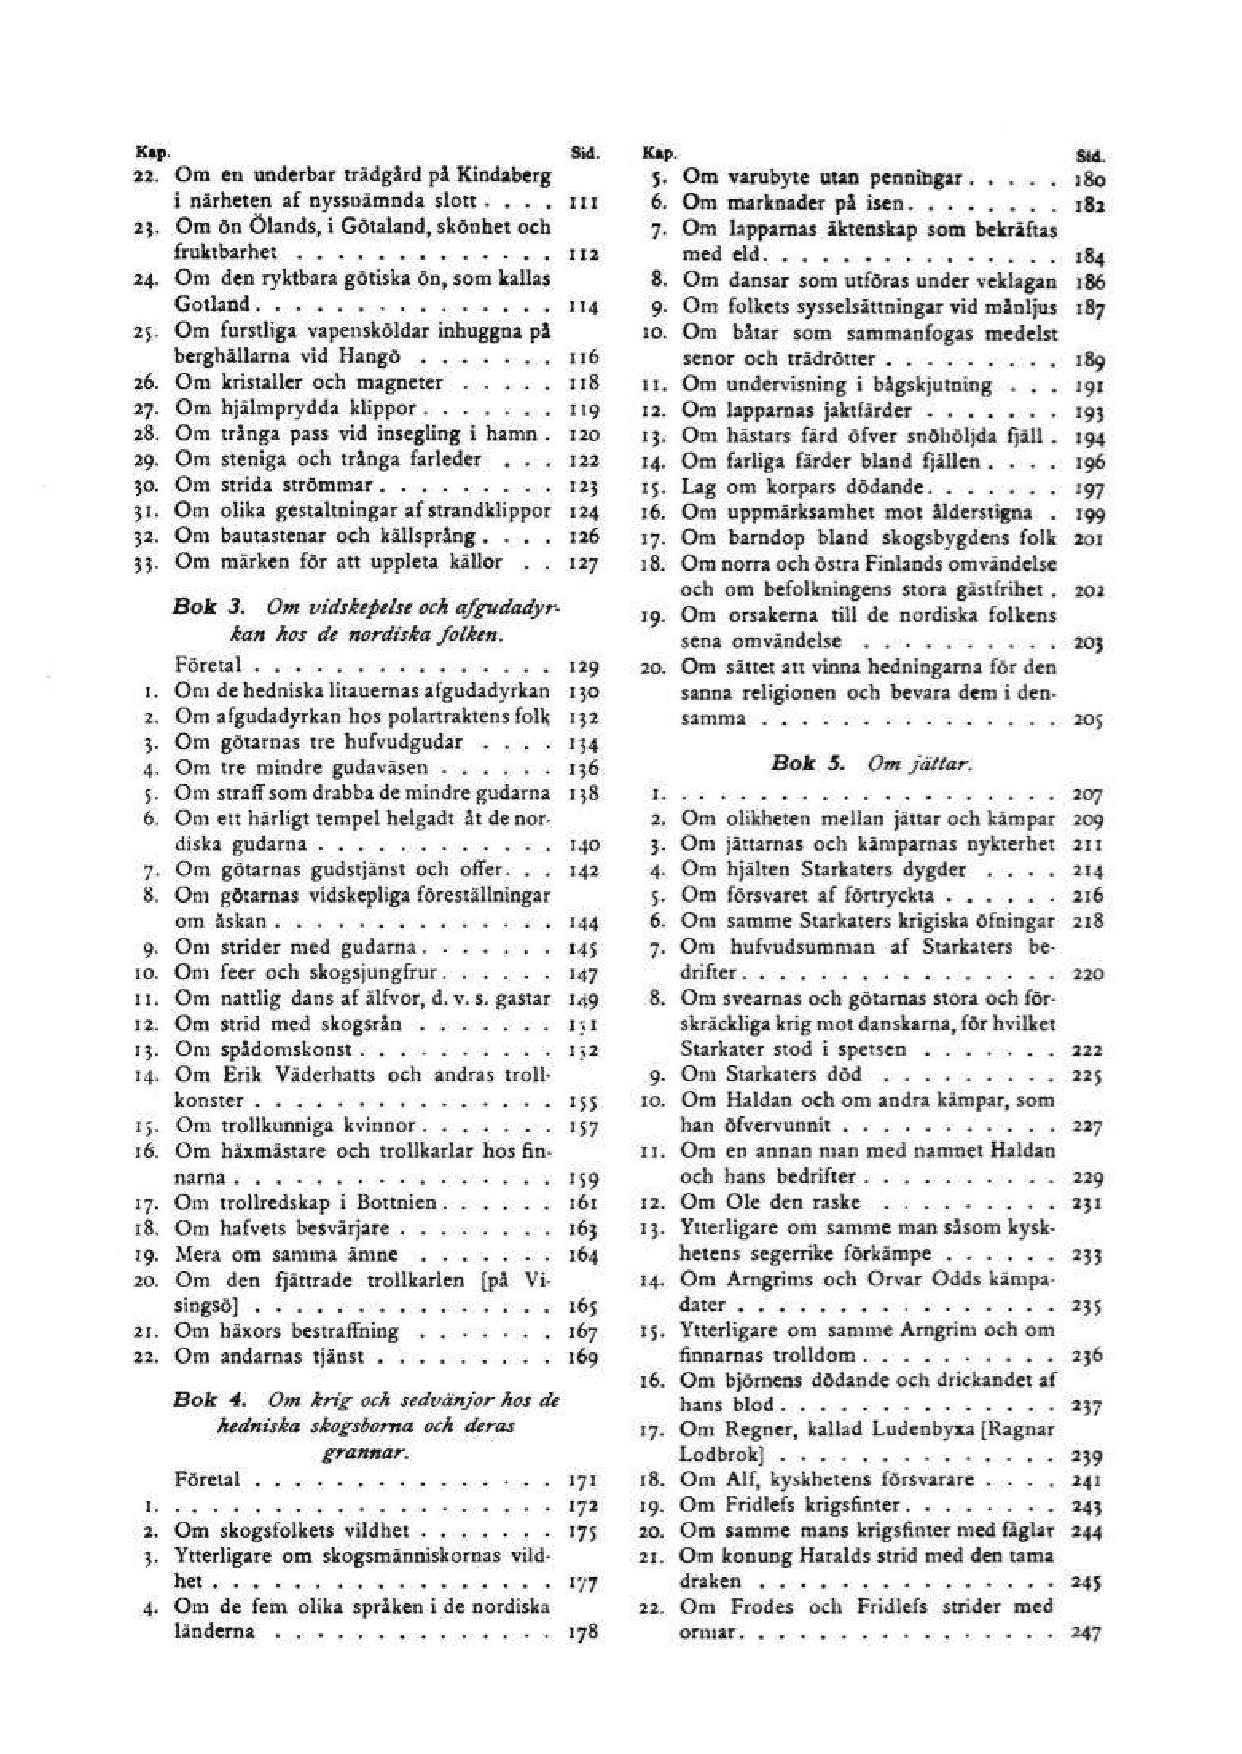 Kap. Sid.
22. Om en underbar trädgård på Kindaberg
i närheten af nyssnämnda slott . . . . 111
23. Om ön Ölands, i Götaland, skönhet och
fruktbarhet . . . . . . . . . . . . . 112
24. Om den ryktbara götiska ön, som kallas
Gotland . . . . . . . . . . . . . . . 114
25. Om furstliga vapensköldar inhuggna på
berghällarna vid Hangö . . . . . . . 116
26. Om kristaller och magneter . . . . . 118
27. Om hjälmprydda klippor . . . . . . . 119
28. Om trånga pass vid insegling i hamn . 120
29. Om steniga och trånga farleder . . . 122
30. Om strida strömmar . . . . . . . . . 123
31. Om olika gestaltningar af strandklippor 124
32. Om bautastenar och källsprång . . . . 126
33. Om märken för att uppleta källor . . 127
Bok 3. Om vidskepelse och afgudadyr-
kan hos de nordiska folken.
Företal . . . . . . . . . . . . . . . 129
1. Om de hedniska litauernas afgudadyrkan 130
2. Om afgudadyrkan hos polartraktens folk 132
3. Om götarnas tre hufvudgudar . . . . 134
4. Om tre mindre gudaväsen . . . . . . 136
5. Om straff som drabba de mindre gudarna 138
6. Om ett härligt tempel helgadt åt de nor-
diska gudarna . . . . . . . . . . . . 140
7. Om götarnas gudstjänst och offer . . . 142
8. Om götarnas vidskepliga föreställningar
om åskan . . . . . . . . . . . . . . 144
9. Om strider med gudarna . . . . . . . 145
10. Om feer och skogsjungfrur . . . . . . 147
11. Om nattlig dans af älfvor, d. v. s. gastar 149
12. Om strid med skogsrån . . . . . . . 151
13. Om spådomskonst . . . . . . . . . . 152
14. Om Erik Väderhatts och andras troll-
konster . . . . . . . . . . . . . . . 155
15. Om trollkunniga kvinnor . . . . . . . 157
16. Om häxmästare och trollkarlar hos fin-
narna . . . . . . . . . . . . . . . . 159
17. Om trollredskap i Bottnien . . . . . . 161
18. Om hafvets besvärjare . . . . . . . . 163
19. Mera om samma ämne . . . . . . . 164
20. Om den fjättrade trollkarlen [på Vi-
singsö] . . . . . . . . . . . . . . . 165
21. Om häxors bestraffning . . . . . . . 167
22. Om andarnas tjänst . . . . . . . . . 169
Bok 4. Om krig och sedvänjor hos de
hedniska skogsborna och deras
grannar.
Företal . . . . . . . . . . . . . . . 171
1. . . . . . . . . . . . . . . . . . . . 172
2. Om skogsfolkets vildhet . . . . . . . 175
3. Ytterligare om skogsmänniskornas vild-
het . . . . . . . . . . . . . . . . . 177
4. Om de fem olika språken i de nordiska
länderna . . . . . . . . . . . . . . 178
Kap. Sid.
5. Om varubyte utan penningar . . . . . 180
6. Om marknader på isen . . . . . . . . 182
7. Om lapparnas äktenskap som bekräftas
med eld . . . . . . . . . . . . . . . 184
8. Om dansar som utföras under veklagan 186
9. Om folkets sysselsättningar vid månljus 187
10. Om båtar som sammanfogas medelst
senor och trädrötter . . . . . . . . . 189
11. Om undervisning i bågskjutning . . . 191
12. Om lapparnas jaktfärder . . . . . . . 193
13. Om hästars färd öfver snöhöljda fjäll . 194
14. Om farliga färder bland fjällen . . . . 196
15. Lag om korpars dödande . . . . . . . 197
16. Om uppmärksamhet mot ålderstigna . 199
17. Om barndop bland skogsbygdens folk 201
18. Om norra och östra Finlands omvändelse
och om befolkningens stora gästfrihet . 202
19. Om orsakerna till de nordiska folkens
sena omvändelse . . . . . . . . . . 203
20. Om sättet att vinna hedningarna för den
sanna religionen och bevara dem i den-
samma . . . . . . . . . . . . . . . 205
Bok 5. Om jättar.
1. . . . . . . . . . . . . . . . . . . . 207
2. Om olikheten mellan jättar och kämpar 209
3. Om jättarnas och kämparnas nykterhet 211
4. Om hjälten Starkaters dygder . . . . 214
5. Om försvaret af förtryckta . . . . . . 216
6. Om samme Starkaters krigiska öfningar 218
7. Om hufvudsumman af Starkaters be-
drifter . . . . . . . . . . . . . . . . 220
8. Om svearnas och götarnas stora och för-
skräckliga krig mot danskarna, för hvilket
Starkater stod i spetsen . . . . . . . 222
9. Om Starkaters död . . . . . . . . . 225
10. Om Haldan och om andra kämpar, som
han öfvervunnit . . . . . . . . . . . 227
11. Om en annan man med namnet Haldan
och hans bedrifter . . . . . . . . . . 229
12. Om Ole den raske . . . . . . . . . 231
13. Ytterligare om samme man såsom kysk-
hetens segerrike förkämpe . . . . . . 233
14. Om Arngrims och Orvar Odds kämpa-
dater . . . . . . . . . . . . . . . . 235
15. Ytterligare om samme Arngrim och om
finnarnas trolldom . . . . . . . . . . 236
16. Om björnens dödande och drickandet af
hans blod . . . . . . . . . . . . . . 237
17. Om Regner, kallad Ludenbyxa [Ragnar
Lodbrok] . . . . . . . . . . . . . . 239
18. Om Alf, kyskhetens försvarare . . . . 241
19. Om Fridlefs krigsfinter . . . . . . . . 243
20. Om samme mans krigsfinter med fåglar 244
21. Om konung Haralds strid med den tama
draken . . . . . . . . . . . . . . . 245
22. Om Frodes och Fridlefs strider med
ormar . . . . . . . . . . . . . . . . 247